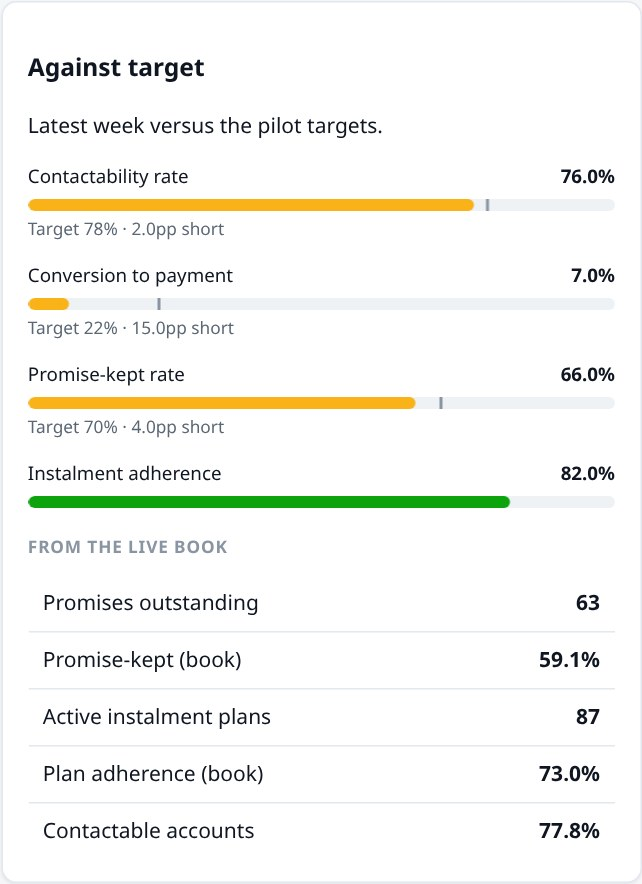 Against target
Latest week versus the pilot targets.
Contactability rate 76.0%
Target 78% · 2.0pp short
Conversion to payment 7.0%
Target 22% · 15.0pp short
Promise-kept rate 66.0%
Target 70% · 4.0pp short
Instalment adherence 82.0%
FROM THE LIVE BOOK
Promises outstanding 63
Promise-kept (book) 59.1%
Active instalment plans 87
Plan adherence (book) 73.0%
Contactable accounts 77.8%